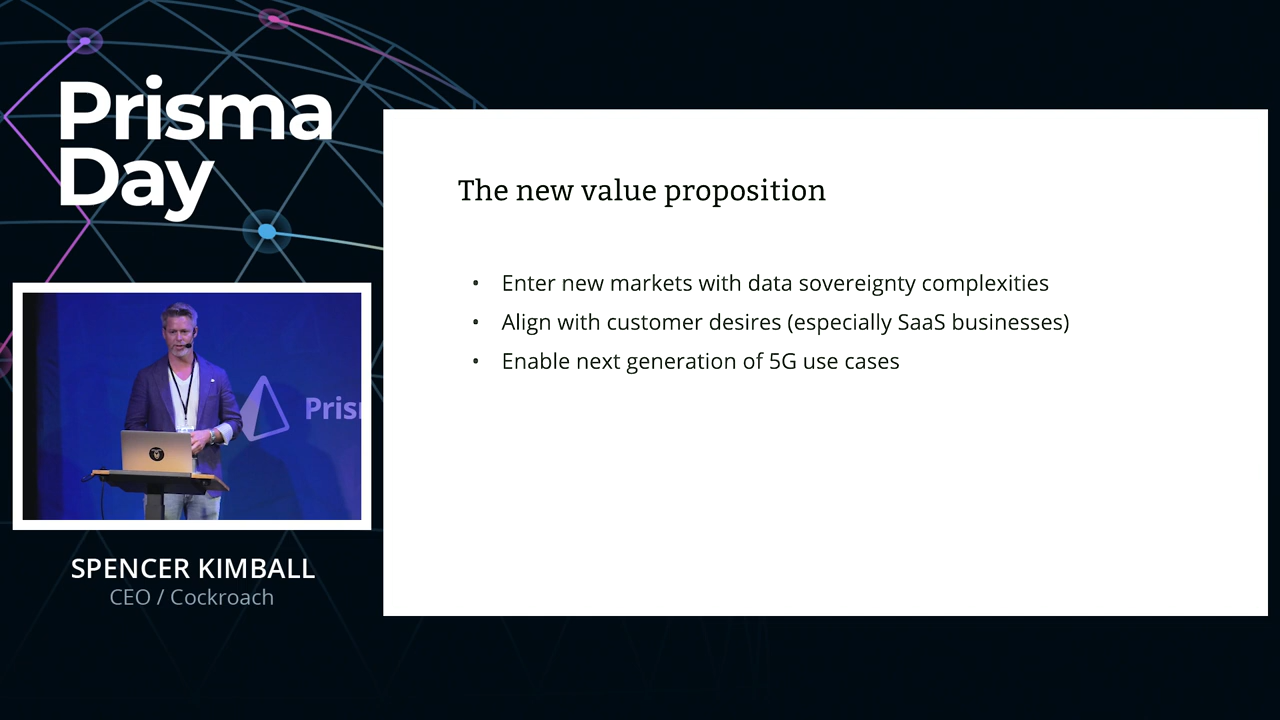 Prisma
Day
The new value proposition
• Enter new markets with data sovereignty complexities
• Align with customer desires (especially SaaS businesses)
• Enable next generation of 5G use cases
Pris
SPENCER KIMBALL
CEO / Cockroach